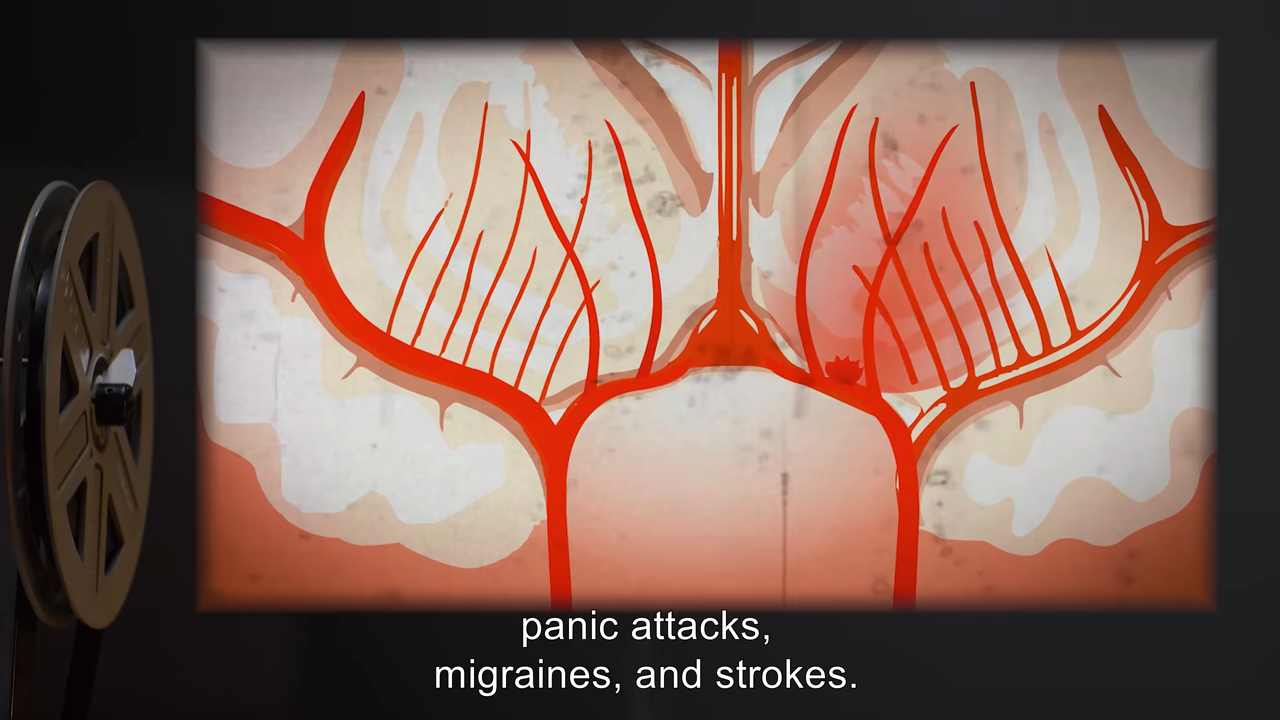 panic attacks,
migraines, and strokes.